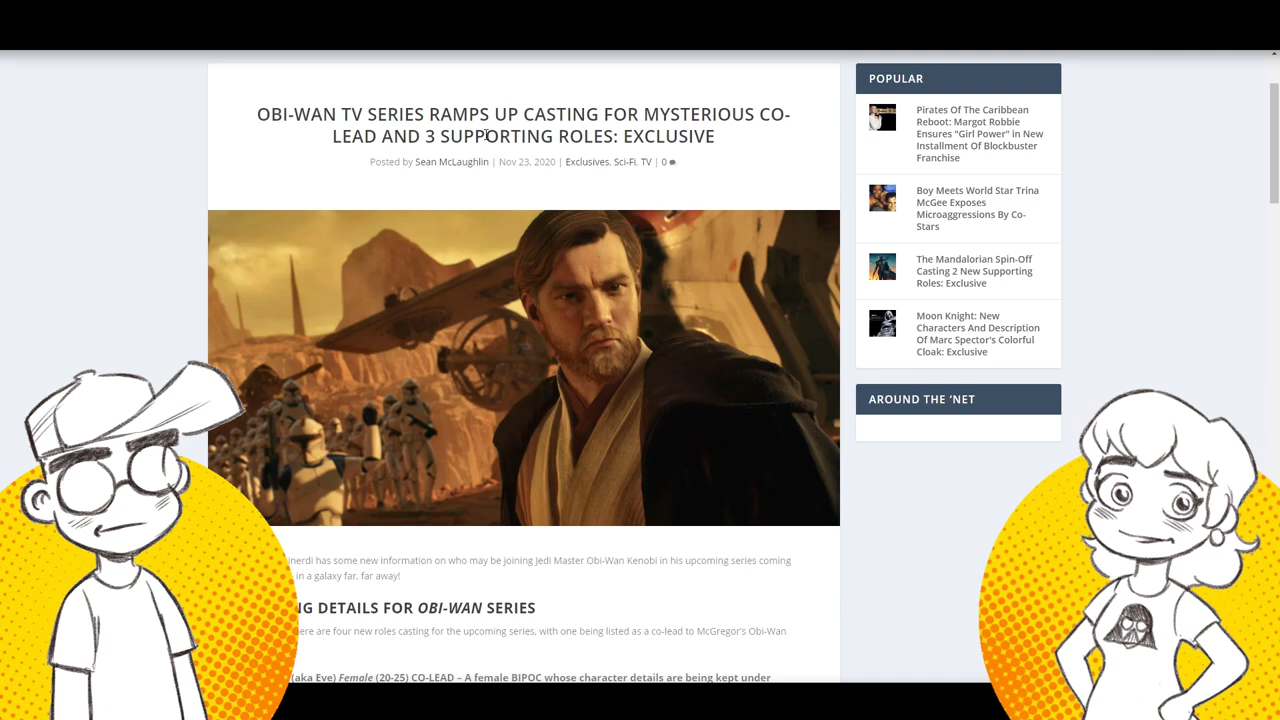 OBI-WAN TV SERIES RAMPS UP CASTING FOR MYSTERIOUS CO-
LEAD AND 3 SUPPORTING ROLES: EXCLUSIVE
Posted by Sean McLaughlin | Nov 23, 2020 | Exclusives, Sci-Fi, TV | 0
inerdi has some new information on who may be joining Jedi Master Obi-Wan Kenobi in his upcoming series coming
in a galaxy far, far away!
NG DETAILS FOR OBI-WAN SERIES
ere are four new roles casting for the upcoming series, with one being listed as a co-lead to McGregor's Obi-Wan
(aka Eve) Female (20-25) CO-LEAD – A female BIPOC whose character details are being kept under
POPULAR
Pirates Of The Caribbean
Reboot: Margot Robbie
Ensures "Girl Power" in New
Installment Of Blockbuster
Franchise
Boy Meets World Star Trina
McGee Exposes
Microaggressions By Co-
Stars
The Mandalorian Spin-Off
Casting 2 New Supporting
Roles: Exclusive
Moon Knight: New
Characters And Description
Of Marc Spector's Colorful
Cloak: Exclusive
AROUND THE 'NET